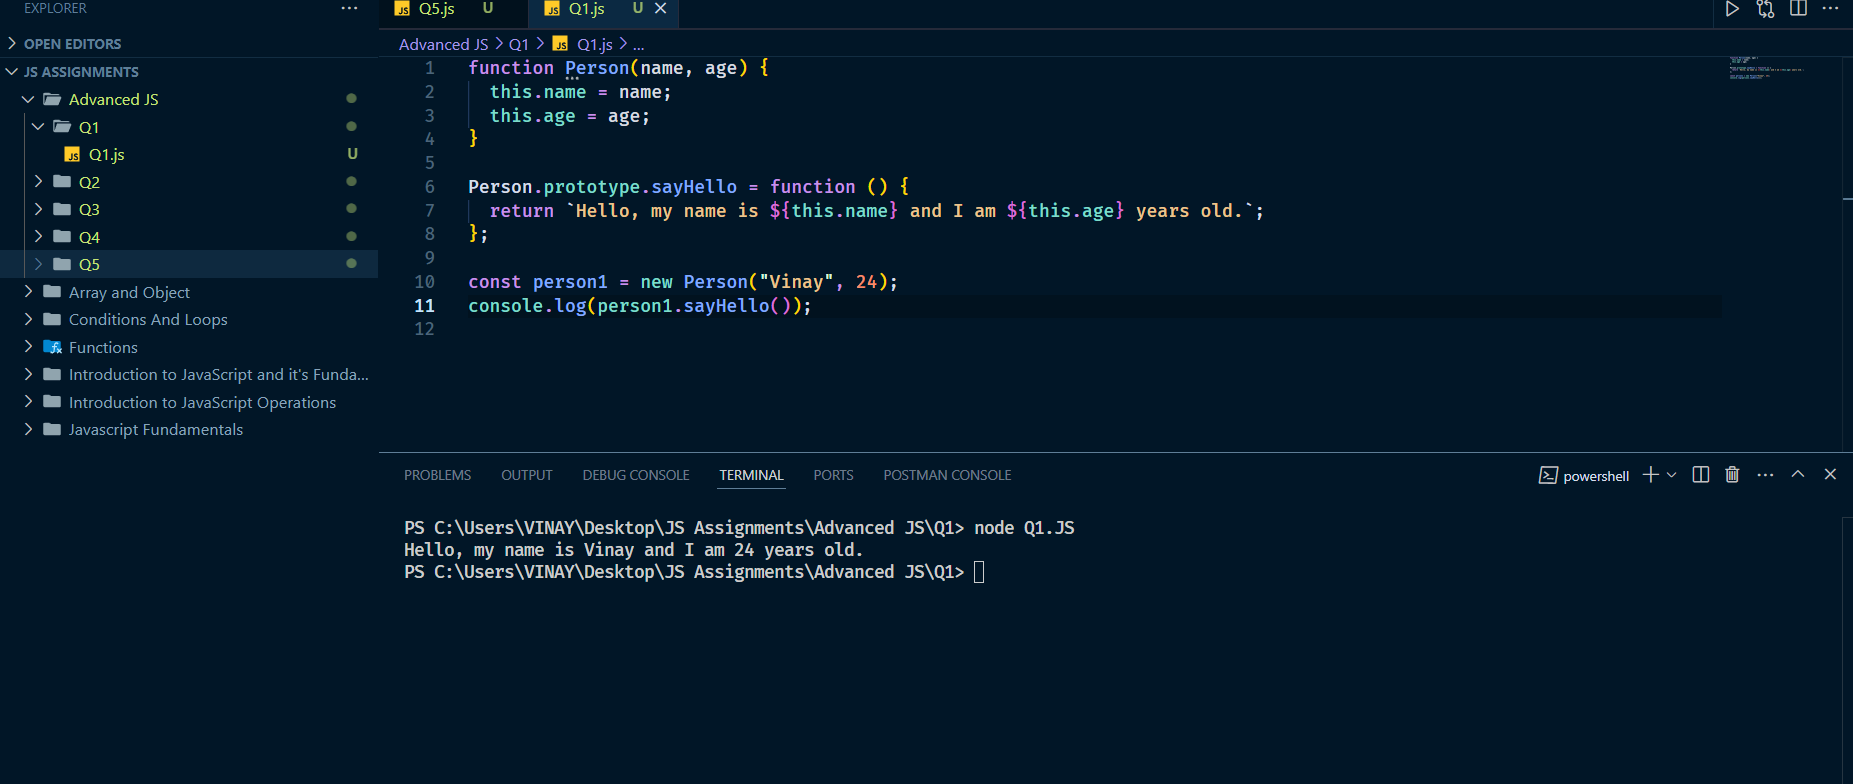 EXPLORER ...
OPEN EDITORS
JS ASSIGNMENTS
Advanced JS
Q1
JS Q1.js U
Q2
Q3
Q4
Q5
Array and Object
Conditions And Loops
Functions
Introduction to JavaScript and it's Funda...
Introduction to JavaScript Operations
Javascript Fundamentals
JS Q5.js U JS Q1.js U
Advanced JS > Q1 > JS Q1.js > ...
1 function Person(name, age) {
2 this.name = name;
3 this.age = age;
4 }
5
6 Person.prototype.sayHello = function () {
7 return `Hello, my name is ${this.name} and I am ${this.age} years old.`;
8 };
9
10 const person1 = new Person("Vinay", 24);
11 console.log(person1.sayHello());
12
PROBLEMS OUTPUT DEBUG CONSOLE TERMINAL PORTS POSTMAN CONSOLE powershell
PS C:\Users\VINAY\Desktop\JS Assignments\Advanced JS\Q1> node Q1.JS
Hello, my name is Vinay and I am 24 years old.
PS C:\Users\VINAY\Desktop\JS Assignments\Advanced JS\Q1>